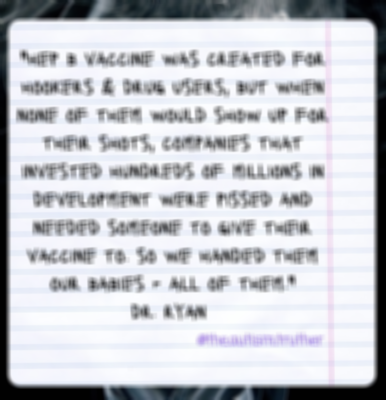 "HEP B VACCINE WAS CREATED FOR
HOOKERS & DRUG USERS, BUT WHEN
NONE OF THEM WOULD SHOW UP FOR
THEIR SHOTS, COMPANIES THAT
INVESTED HUNDREDS OF MILLIONS IN
DEVELOPMENT WERE PISSED AND
NEEDED SOMEONE TO GIVE THEIR
VACCINE TO. SO WE HANDED THEM
OUR BABIES - ALL OF THEM."
DR. RYAN
#theautismtruther